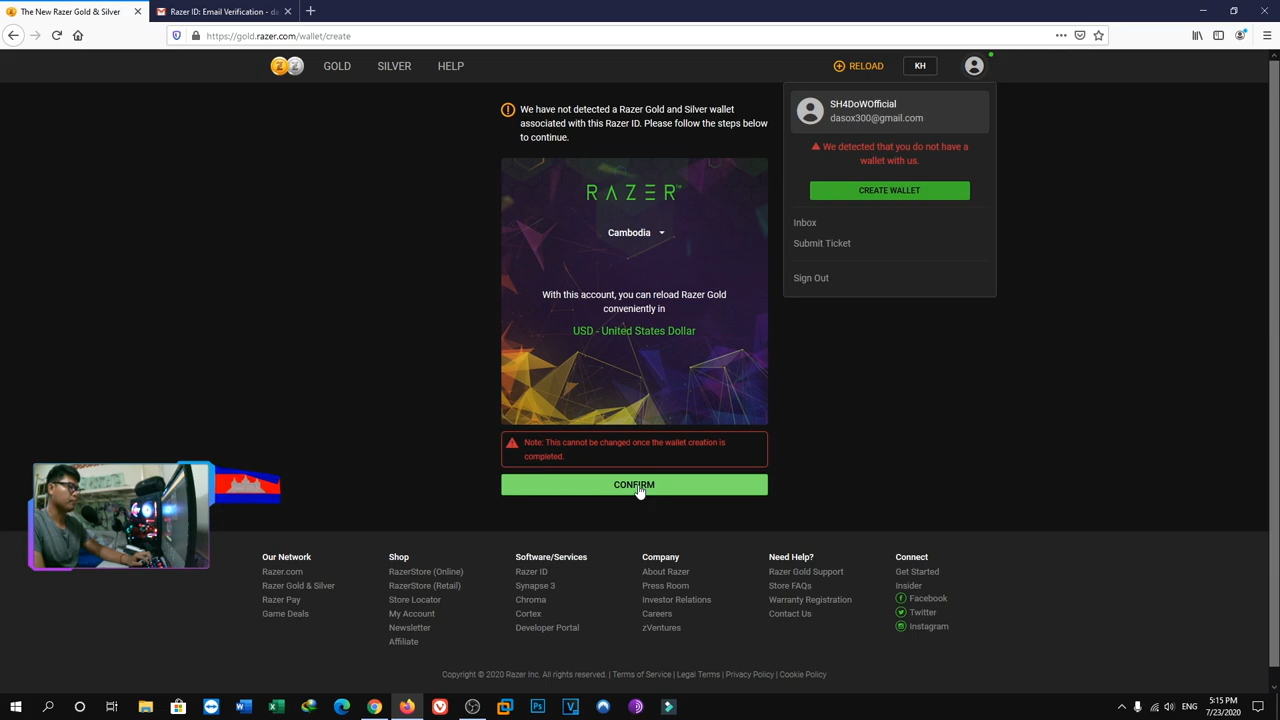 The New Razer Gold & Silver
Razer ID: Email Verification - da
https://gold.razer.com/wallet/create
GOLD
SILVER
HELP
RELOAD
KH
We have not detected a Razer Gold and Silver wallet
associated with this Razer ID. Please follow the steps below
to continue.
RAZER™
Cambodia
With this account, you can reload Razer Gold
conveniently in
USD - United States Dollar
Note: This cannot be changed once the wallet creation is
completed.
CONFIRM
SH4DoWOfficial
dasox300@gmail.com
We detected that you do not have a
wallet with us.
CREATE WALLET
Inbox
Submit Ticket
Sign Out
Our Network
Razer.com
Razer Gold & Silver
Razer Pay
Game Deals
Shop
RazerStore (Online)
RazerStore (Retail)
Store Locator
My Account
Newsletter
Affiliate
Software/Services
Razer ID
Synapse 3
Chroma
Cortex
Developer Portal
Company
About Razer
Press Room
Investor Relations
Careers
zVentures
Need Help?
Razer Gold Support
Store FAQs
Warranty Registration
Contact Us
Connect
Get Started
Insider
Facebook
Twitter
Instagram
Copyright © 2020 Razer Inc. All rights reserved. | Terms of Service | Legal Terms | Privacy Policy | Cookie Policy
ENG
5:15 PM
7/23/2020